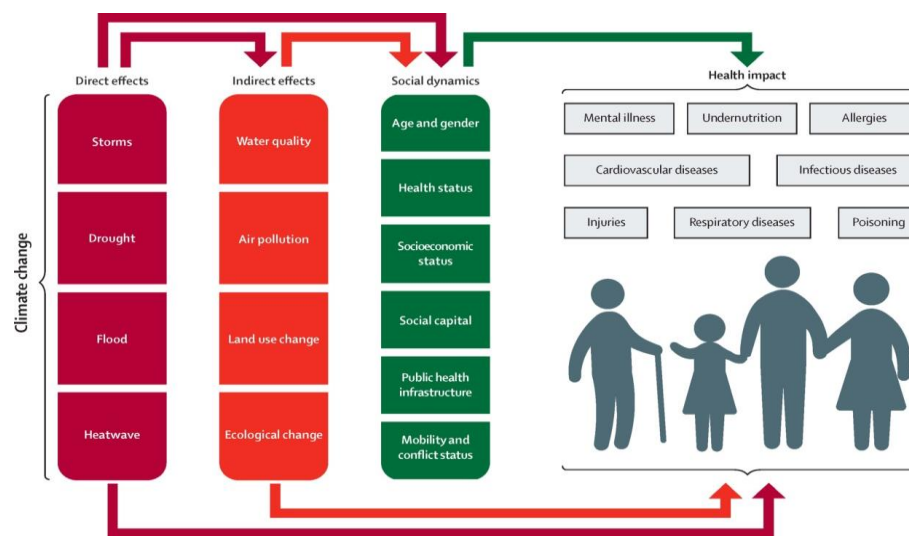 Direct effects
Indirect effects
Social dynamics
Health impact
Climate change
Storms
Drought
Flood
Heatwave
Water quality
Air pollution
Land use change
Ecological change
Age and gender
Health status
Socioeconomic
status
Social capital
Public health
infrastructure
Mobility and
conflict status
Mental illness
Undernutrition
Allergies
Cardiovascular diseases
Infectious diseases
Injuries
Respiratory diseases
Poisoning